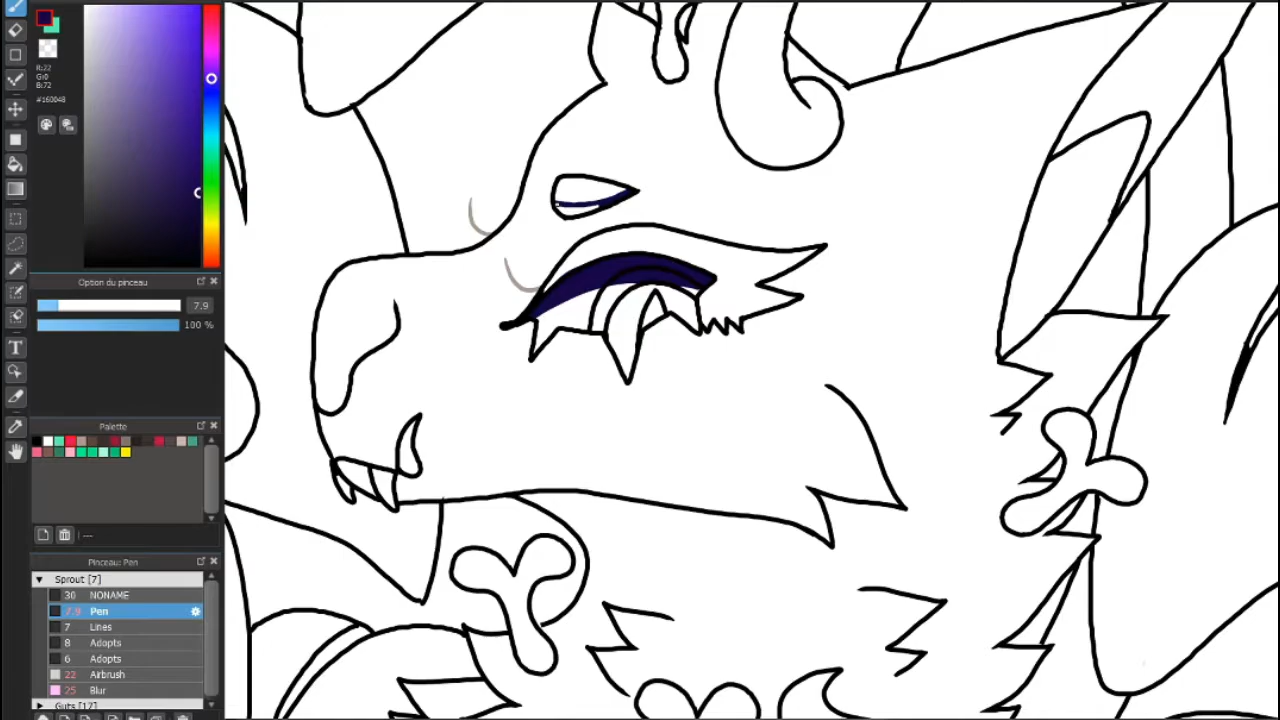 R:22
G:0
B:72
#160048
Option du pinceau
7.9
100 %
Palette
Pinceau: Pen
Sprout [7]
30 NONAME
7.9 Pen
7 Lines
8 Adopts
6 Adopts
22 Airbrush
25 Blur
Guts [17]